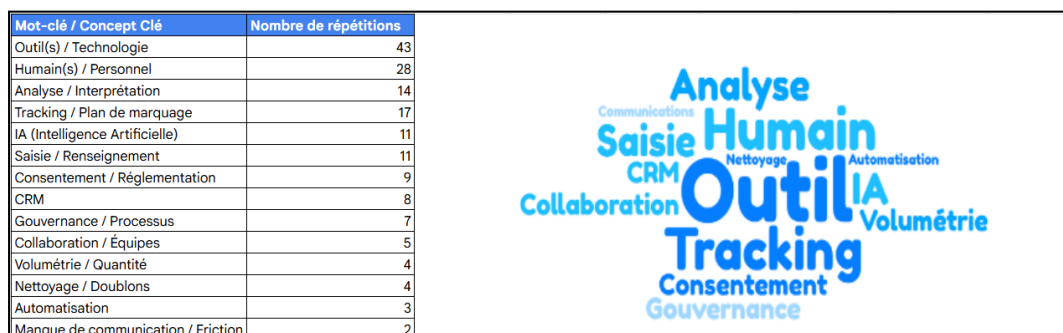 Mot-clé / Concept Clé Nombre de répétitions
Outil(s) / Technologie 43
Humain(s) / Personnel 28
Analyse / Interprétation 14
Tracking / Plan de marquage 17
IA (Intelligence Artificielle) 11
Saisie / Renseignement 11
Consentement / Réglementation 9
CRM 8
Gouvernance / Processus 7
Collaboration / Équipes 5
Volumétrie / Quantité 4
Nettoyage / Doublons 4
Automatisation 3
Manque de communication / Friction 2
Analyse
Communications
Saisie Humain
Nettoyage Automatisation
CRM Outil IA
Collaboration Volumétrie
Tracking
Consentement
Gouvernance